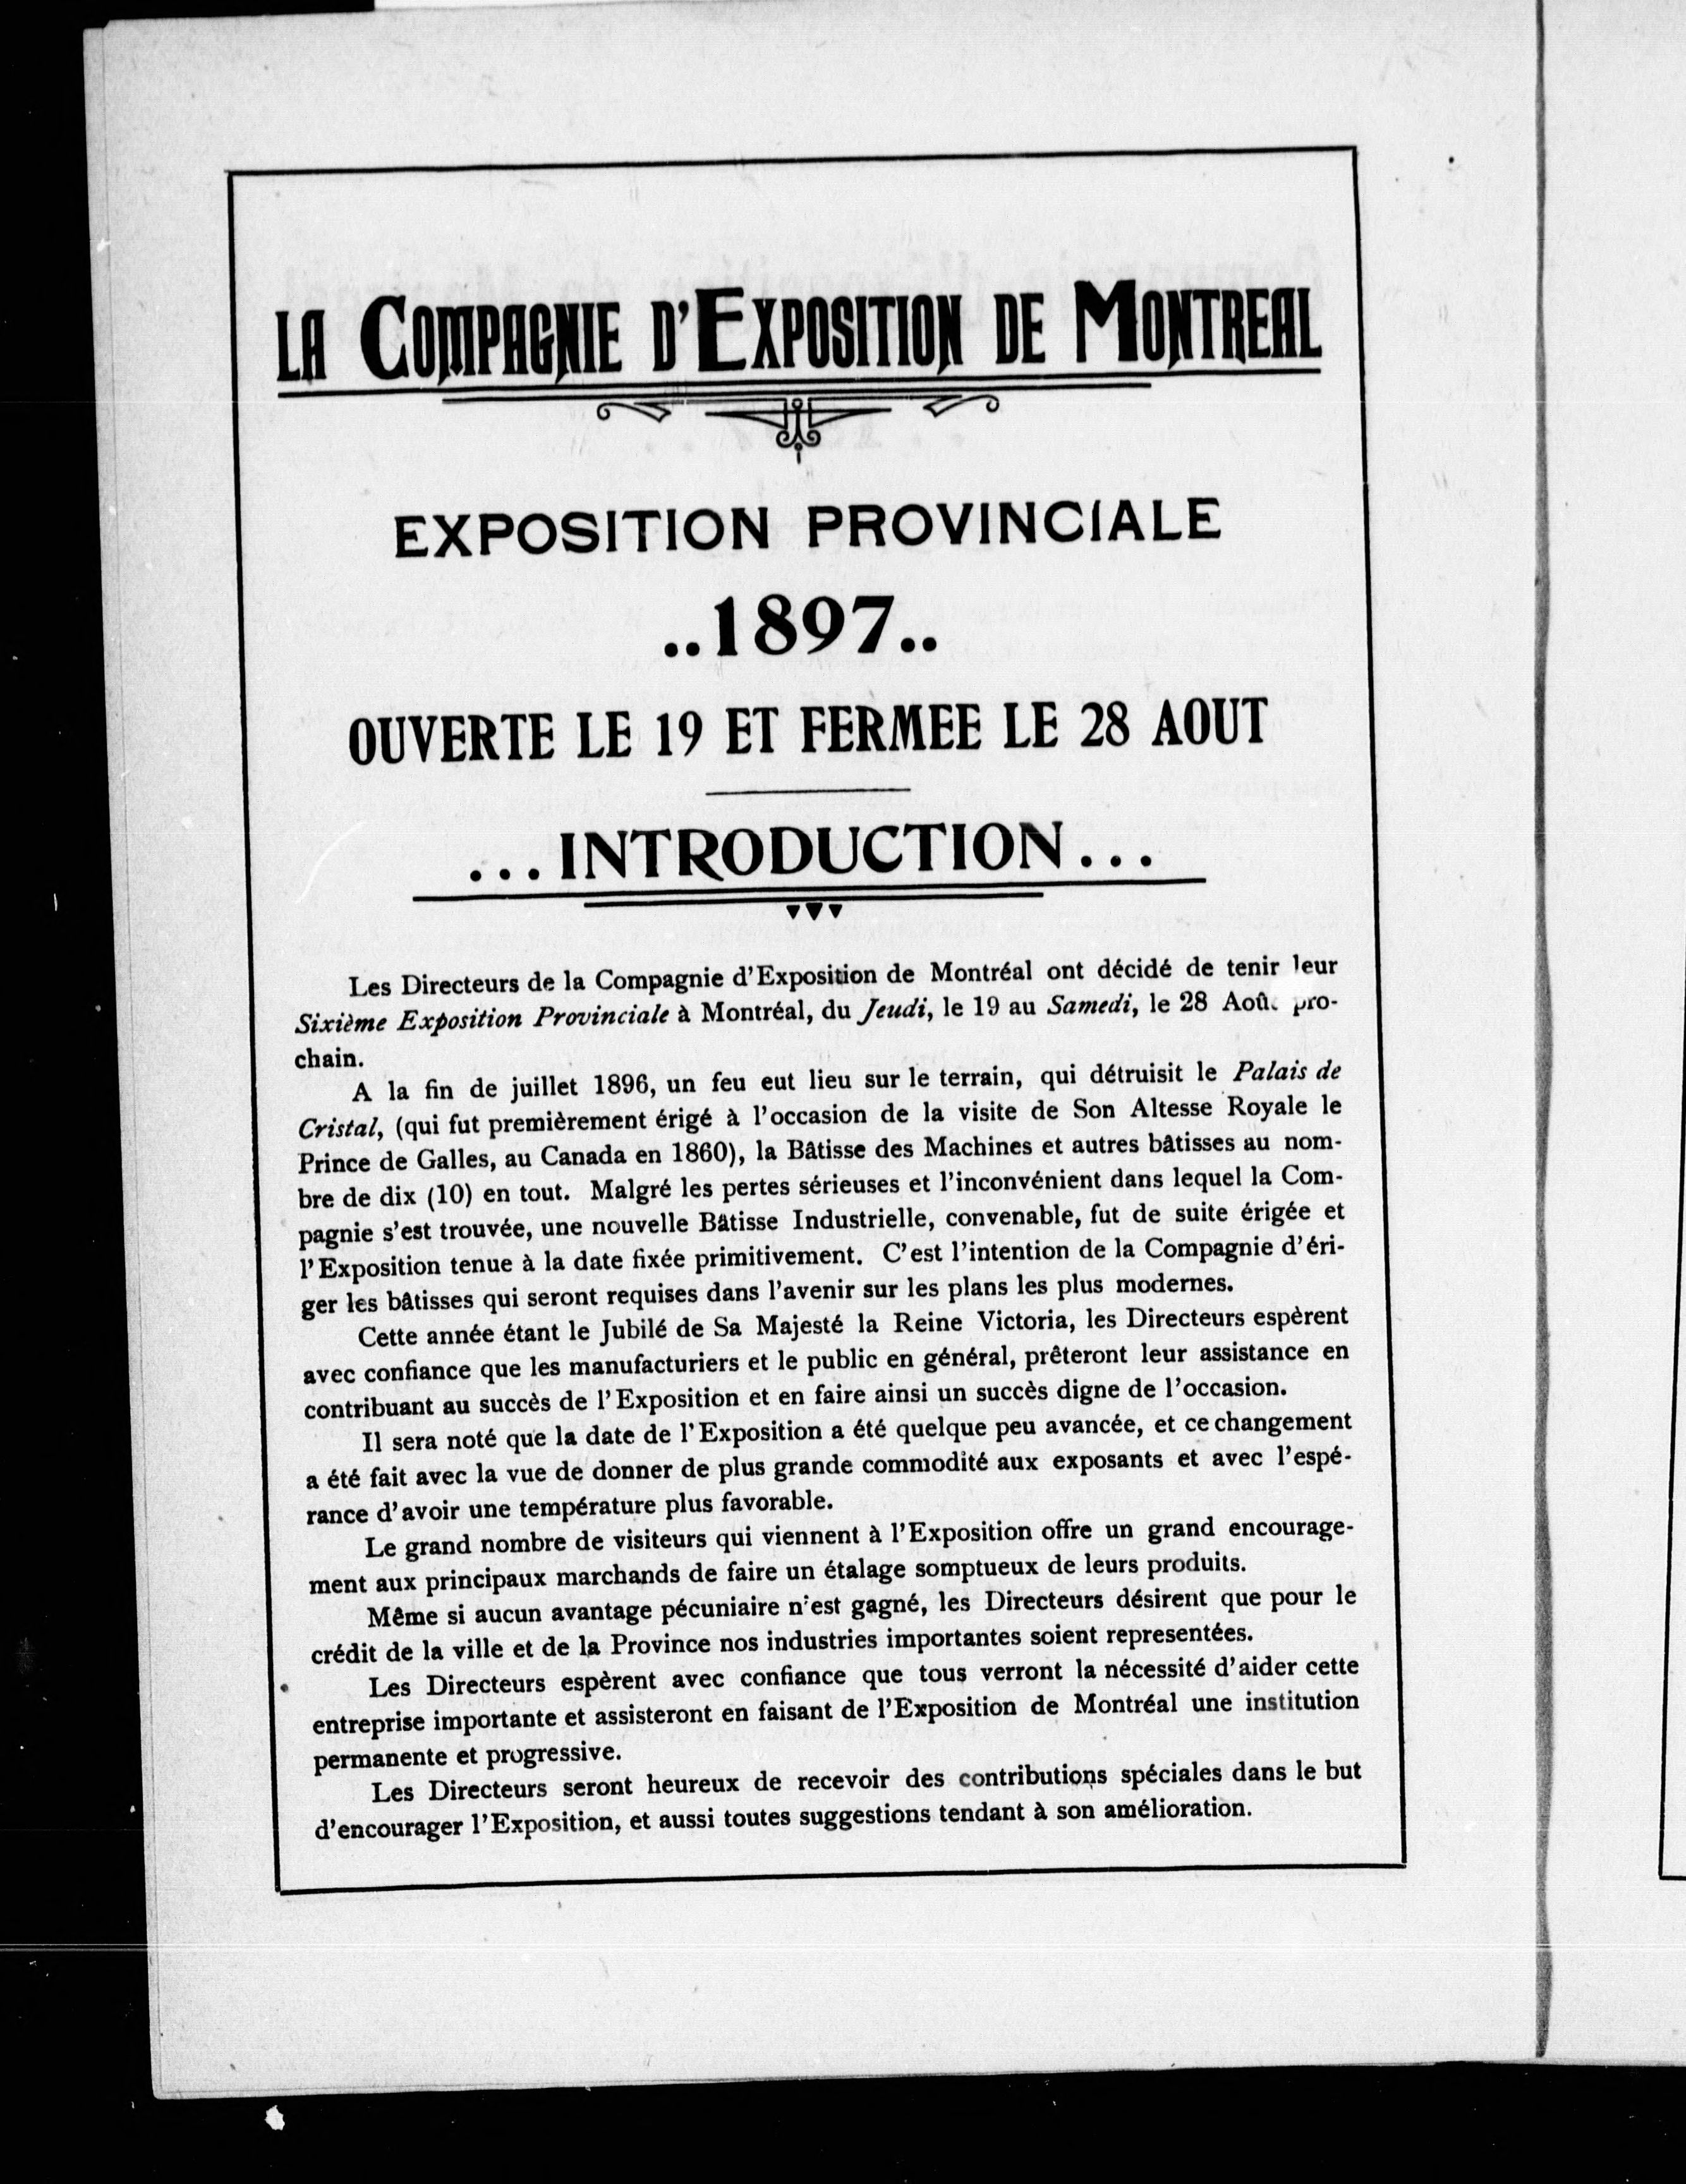 LA COMPAGNIE D'EXPOSITION DE MONTREAL
EXPOSITION PROVINCIALE
..1897..
OUVERTE LE 19 ET FERMEE LE 28 AOUT
...INTRODUCTION...
Les Directeurs de la Compagnie d'Exposition de Montréal ont décidé de tenir leur
Sixième Exposition Provinciale à Montréal, du Jeudi, le 19 au Samedi, le 28 Août pro-
chain.
A la fin de juillet 1896, un feu eut lieu sur le terrain, qui détruisit le Palais de
Cristal, (qui fut premièrement érigé à l'occasion de la visite de Son Altesse Royale le
Prince de Galles, au Canada en 1860), la Bâtisse des Machines et autres bâtisses au nom-
bre de dix (10) en tout. Malgré les pertes sérieuses et l'inconvénient dans lequel la Com-
pagnie s'est trouvée, une nouvelle Bâtisse Industrielle, convenable, fut de suite érigée et
l'Exposition tenue à la date fixée primitivement. C'est l'intention de la Compagnie d'éri-
ger les bâtisses qui seront requises dans l'avenir sur les plans les plus modernes.
Cette année étant le Jubilé de Sa Majesté la Reine Victoria, les Directeurs espèrent
avec confiance que les manufacturiers et le public en général, prêteront leur assistance en
contribuant au succès de l'Exposition et en faire ainsi un succès digne de l'occasion.
Il sera noté que la date de l'Exposition a été quelque peu avancée, et ce changement
a été fait avec la vue de donner de plus grande commodité aux exposants et avec l'espé-
rance d'avoir une température plus favorable.
Le grand nombre de visiteurs qui viennent à l'Exposition offre un grand encourage-
ment aux principaux marchands de faire un étalage somptueux de leurs produits.
Même si aucun avantage pécuniaire n'est gagné, les Directeurs désirent que pour le
crédit de la ville et de la Province nos industries importantes soient representées.
Les Directeurs espèrent avec confiance que tous verront la nécessité d'aider cette
entreprise importante et assisteront en faisant de l'Exposition de Montréal une institution
permanente et progressive.
Les Directeurs seront heureux de recevoir des contributions spéciales dans le but
d'encourager l'Exposition, et aussi toutes suggestions tendant à son amélioration.